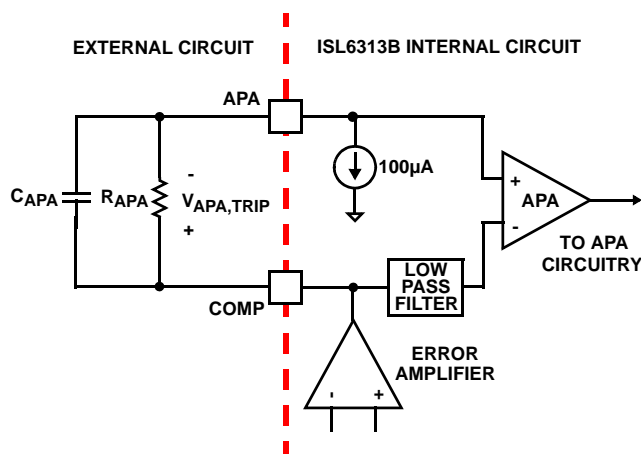 EXTERNAL CIRCUIT
ISL6313B INTERNAL CIRCUIT
APA
100µA
CAPA
RAPA
-
VAPA,TRIP
+
+
APA
-
TO APA
CIRCUITRY
LOW
PASS
FILTER
COMP
ERROR
AMPLIFIER
- +